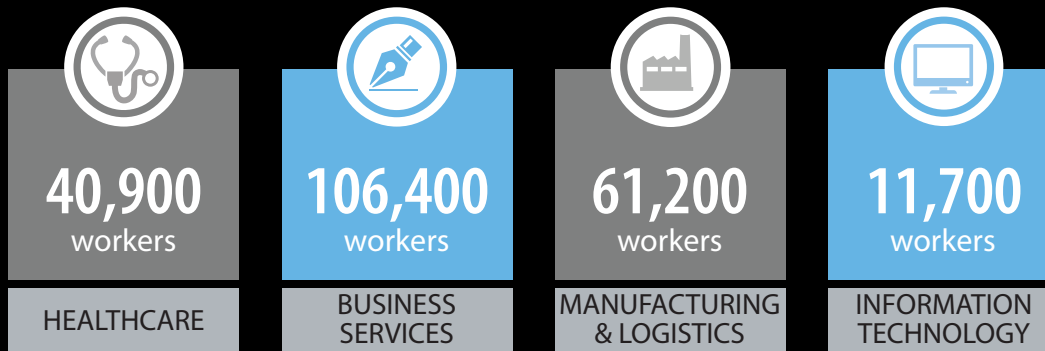 40,900
workers
HEALTHCARE
106,400
workers
BUSINESS
SERVICES
61,200
workers
MANUFACTURING
& LOGISTICS
11,700
workers
INFORMATION
TECHNOLOGY